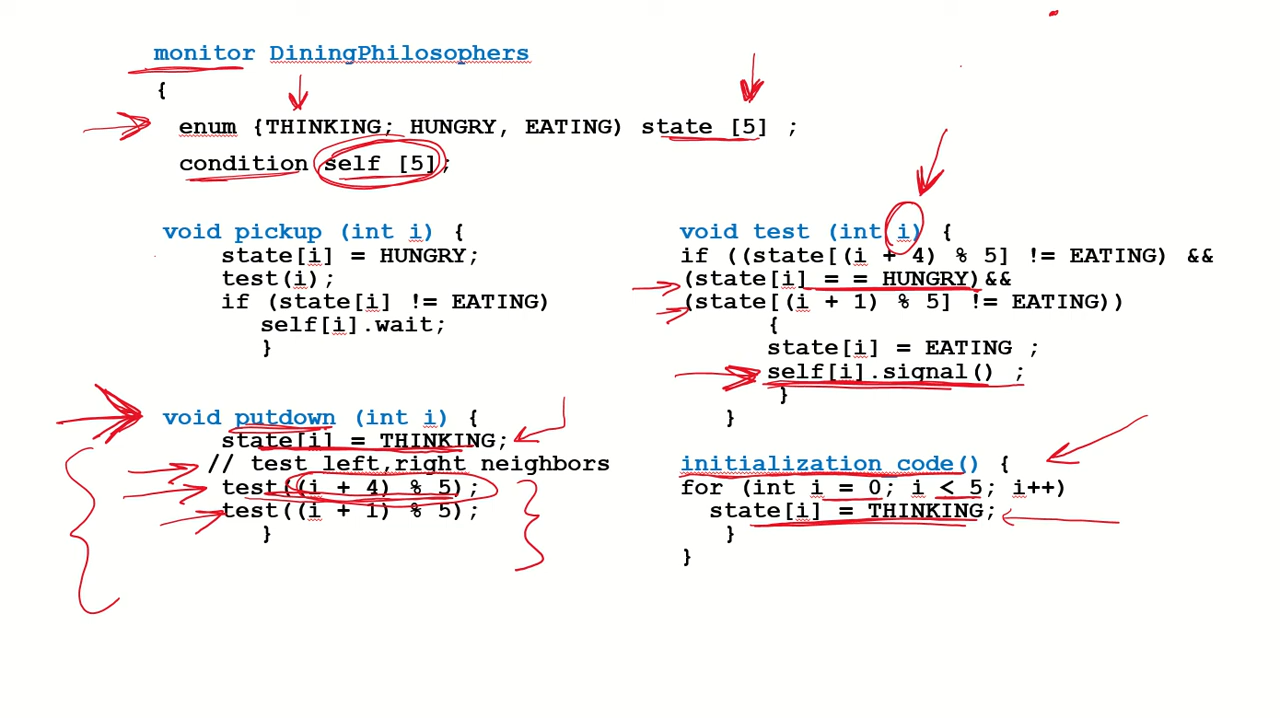 monitor DiningPhilosophers
{
enum {THINKING; HUNGRY, EATING) state [5] ;
condition self [5];
void pickup (int i) {
state[i] = HUNGRY;
test(i);
if (state[i] != EATING)
self[i].wait;
}
void putdown (int i) {
state[i] = THINKING;
// test left,right neighbors
test((i + 4) % 5);
test((i + 1) % 5);
}
void test (int i) {
if ((state[(i + 4) % 5] != EATING) &&
(state[i] = = HUNGRY)&&
(state[(i + 1) % 5] != EATING))
{
state[i] = EATING ;
self[i].signal() ;
}
}
initialization code() {
for (int i = 0; i < 5; i++)
state[i] = THINKING;
}
}